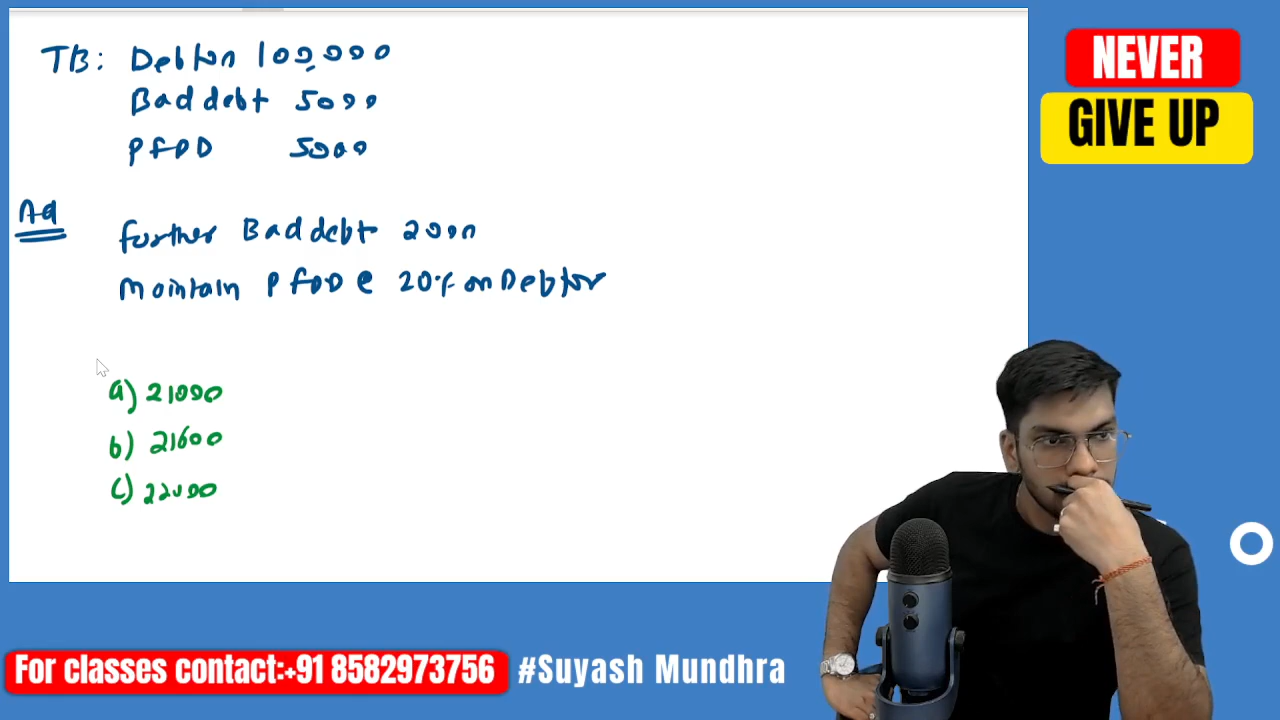 TB: Debtor 100,000
Bad debt 5000
PfDD 5000
Ad
further Bad debt 2000
Maintain PfDD @ 20% on Debtor
a) 21000
b) 21600
c) 22000
NEVER
GIVE UP
For classes contact:+91 8582973756 #Suyash Mundhra